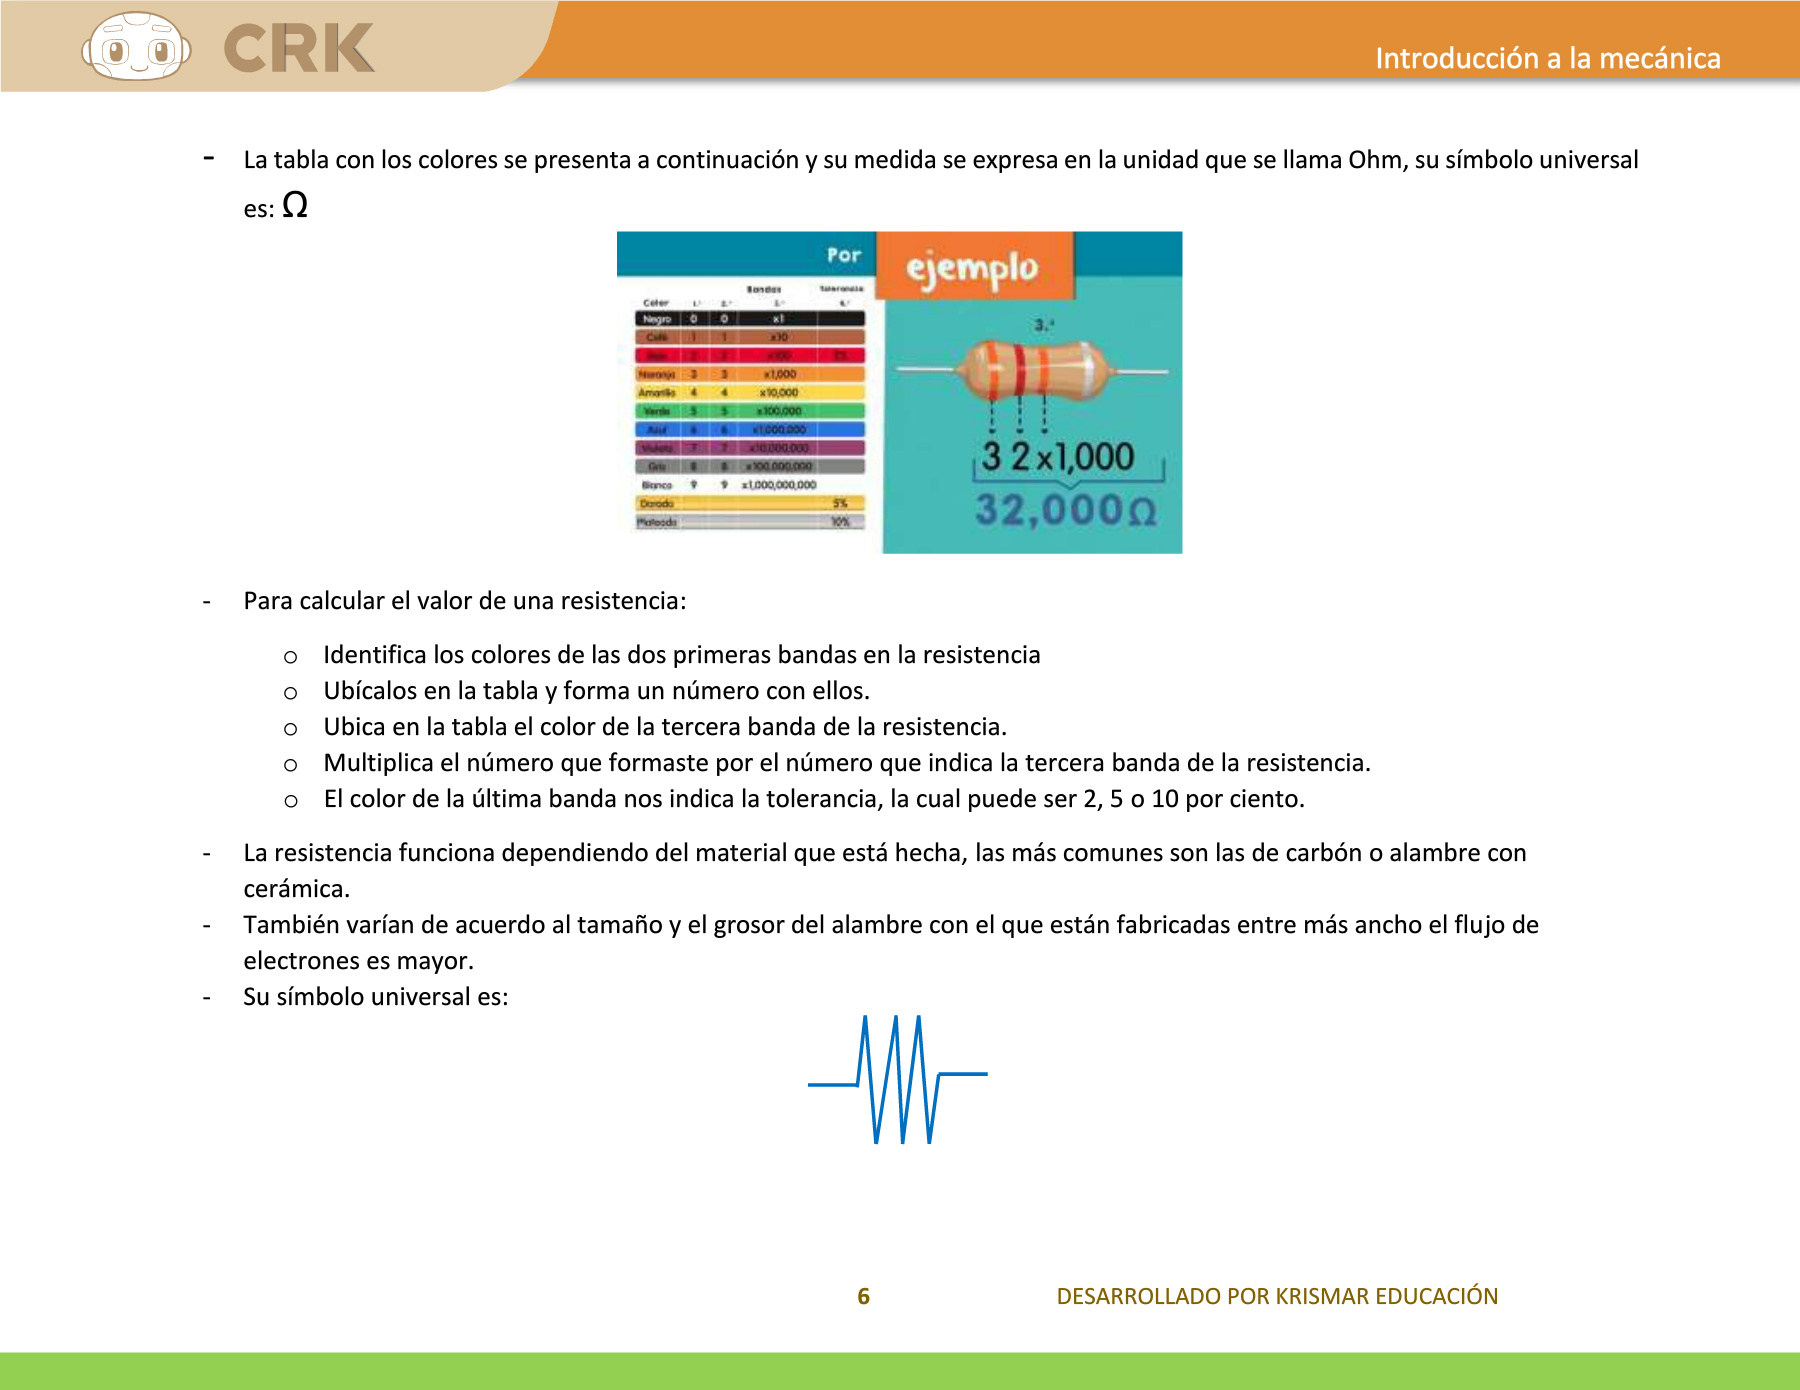 CRK
Introducción a la mecánica
- La tabla con los colores se presenta a continuación y su medida se expresa en la unidad que se llama Ohm, su símbolo universal
es: Ω
Por ejemplo
Bandas Tolerancia
Color 1.ª 2.ª 3.ª 4.ª
Negro 0 0 x1
Café 1 1 x10
Rojo 2 2 x100 2%
Naranja 3 3 x1,000
Amarillo 4 4 x10,000
Verde 5 5 x100,000
Azul 6 6 x1,000,000
Violeta 7 7 x10,000,000
Gris 8 8 x100,000,000
Blanco 9 9 x1,000,000,000
Dorado 5%
Plateado 10%
3.ª
3 2 x1,000
32,000Ω
- Para calcular el valor de una resistencia:
o Identifica los colores de las dos primeras bandas en la resistencia
o Ubícalos en la tabla y forma un número con ellos.
o Ubica en la tabla el color de la tercera banda de la resistencia.
o Multiplica el número que formaste por el número que indica la tercera banda de la resistencia.
o El color de la última banda nos indica la tolerancia, la cual puede ser 2, 5 o 10 por ciento.
- La resistencia funciona dependiendo del material que está hecha, las más comunes son las de carbón o alambre con
cerámica.
- También varían de acuerdo al tamaño y el grosor del alambre con el que están fabricadas entre más ancho el flujo de
electrones es mayor.
- Su símbolo universal es:
6 DESARROLLADO POR KRISMAR EDUCACIÓN